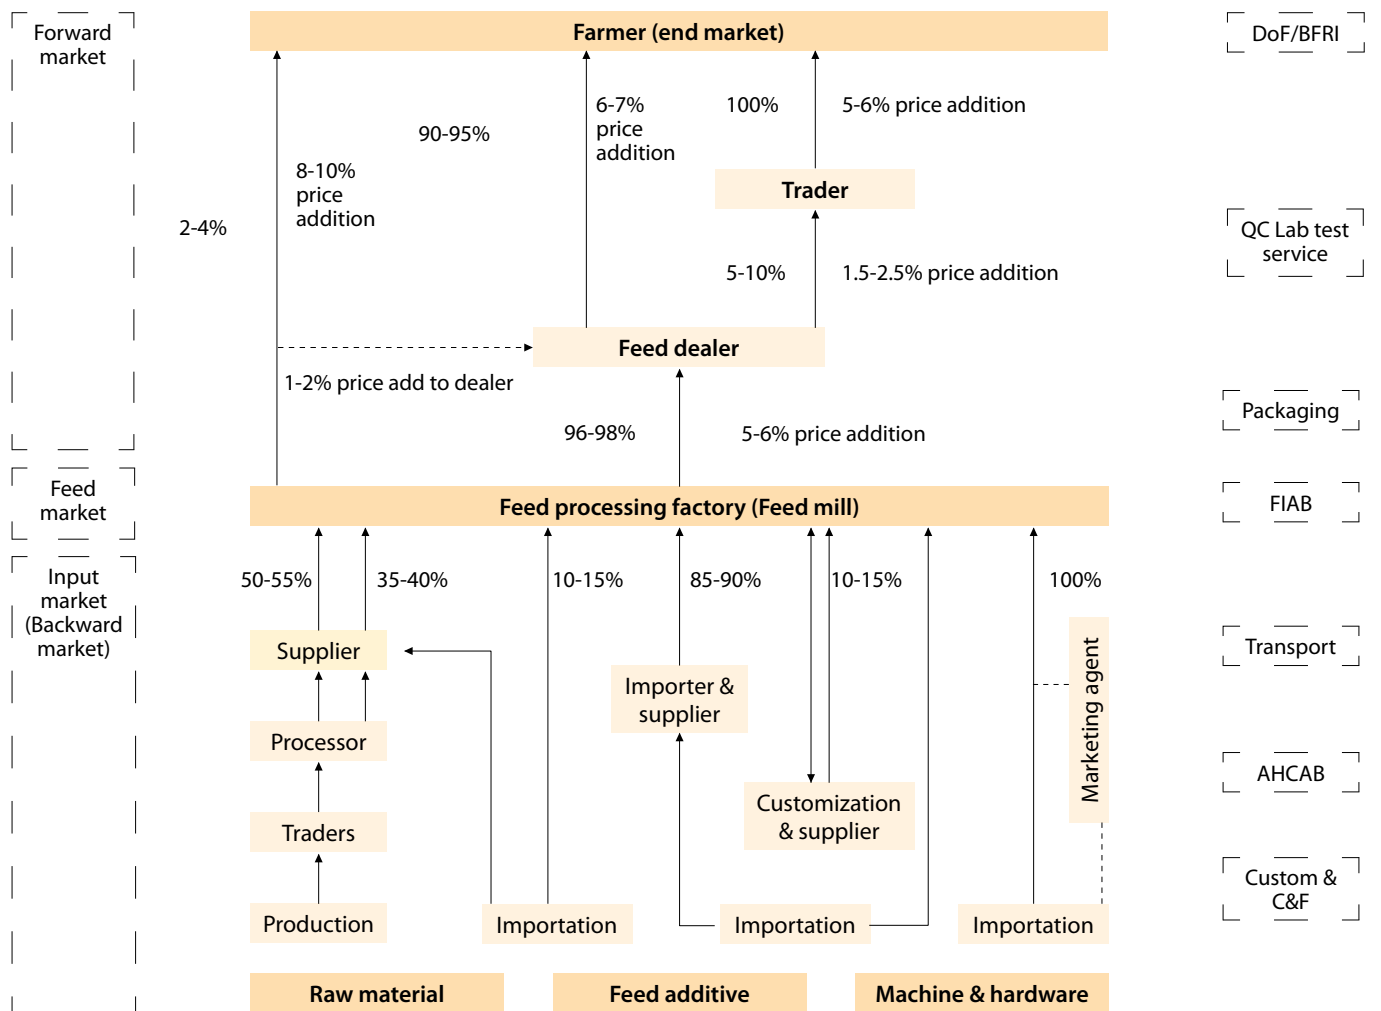 Forward
market
Farmer (end market)
DoF/BFRI
6-7%
price
addition
100%
5-6% price addition
90-95%
8-10%
price
addition
Trader
2-4%
QC Lab test
service
5-10%
1.5-2.5% price addition
Feed dealer
1-2% price add to dealer
Packaging
96-98%
5-6% price addition
Feed
market
Feed processing factory (Feed mill)
FIAB
Input
market
(Backward
market)
50-55%
35-40%
10-15%
85-90%
10-15%
100%
Supplier
Importer &
supplier
Marketing agent
Transport
Processor
Customization
& supplier
AHCAB
Traders
Custom &
C&F
Production
Importation
Importation
Importation
Raw material
Feed additive
Machine & hardware